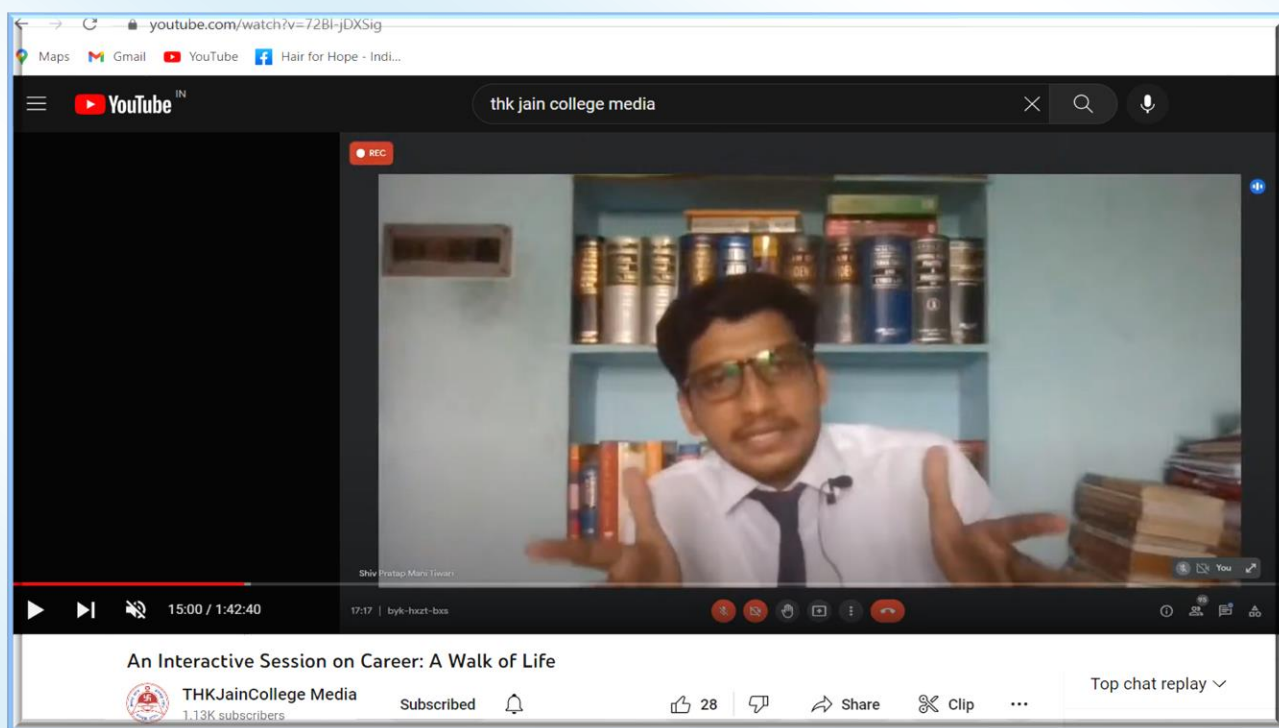 youtube.com/watch?v=72Bl-jDXSig
Maps Gmail YouTube Hair for Hope - Indi...
YouTube IN thk jain college media
REC
Shiv Pratap Mani Tiwari
You
15:00 / 1:42:40 17:17 | byk-hxzt-bxs
An Interactive Session on Career: A Walk of Life
THKJainCollege Media
1.13K subscribers
Subscribed 28 Share Clip ...
Top chat replay